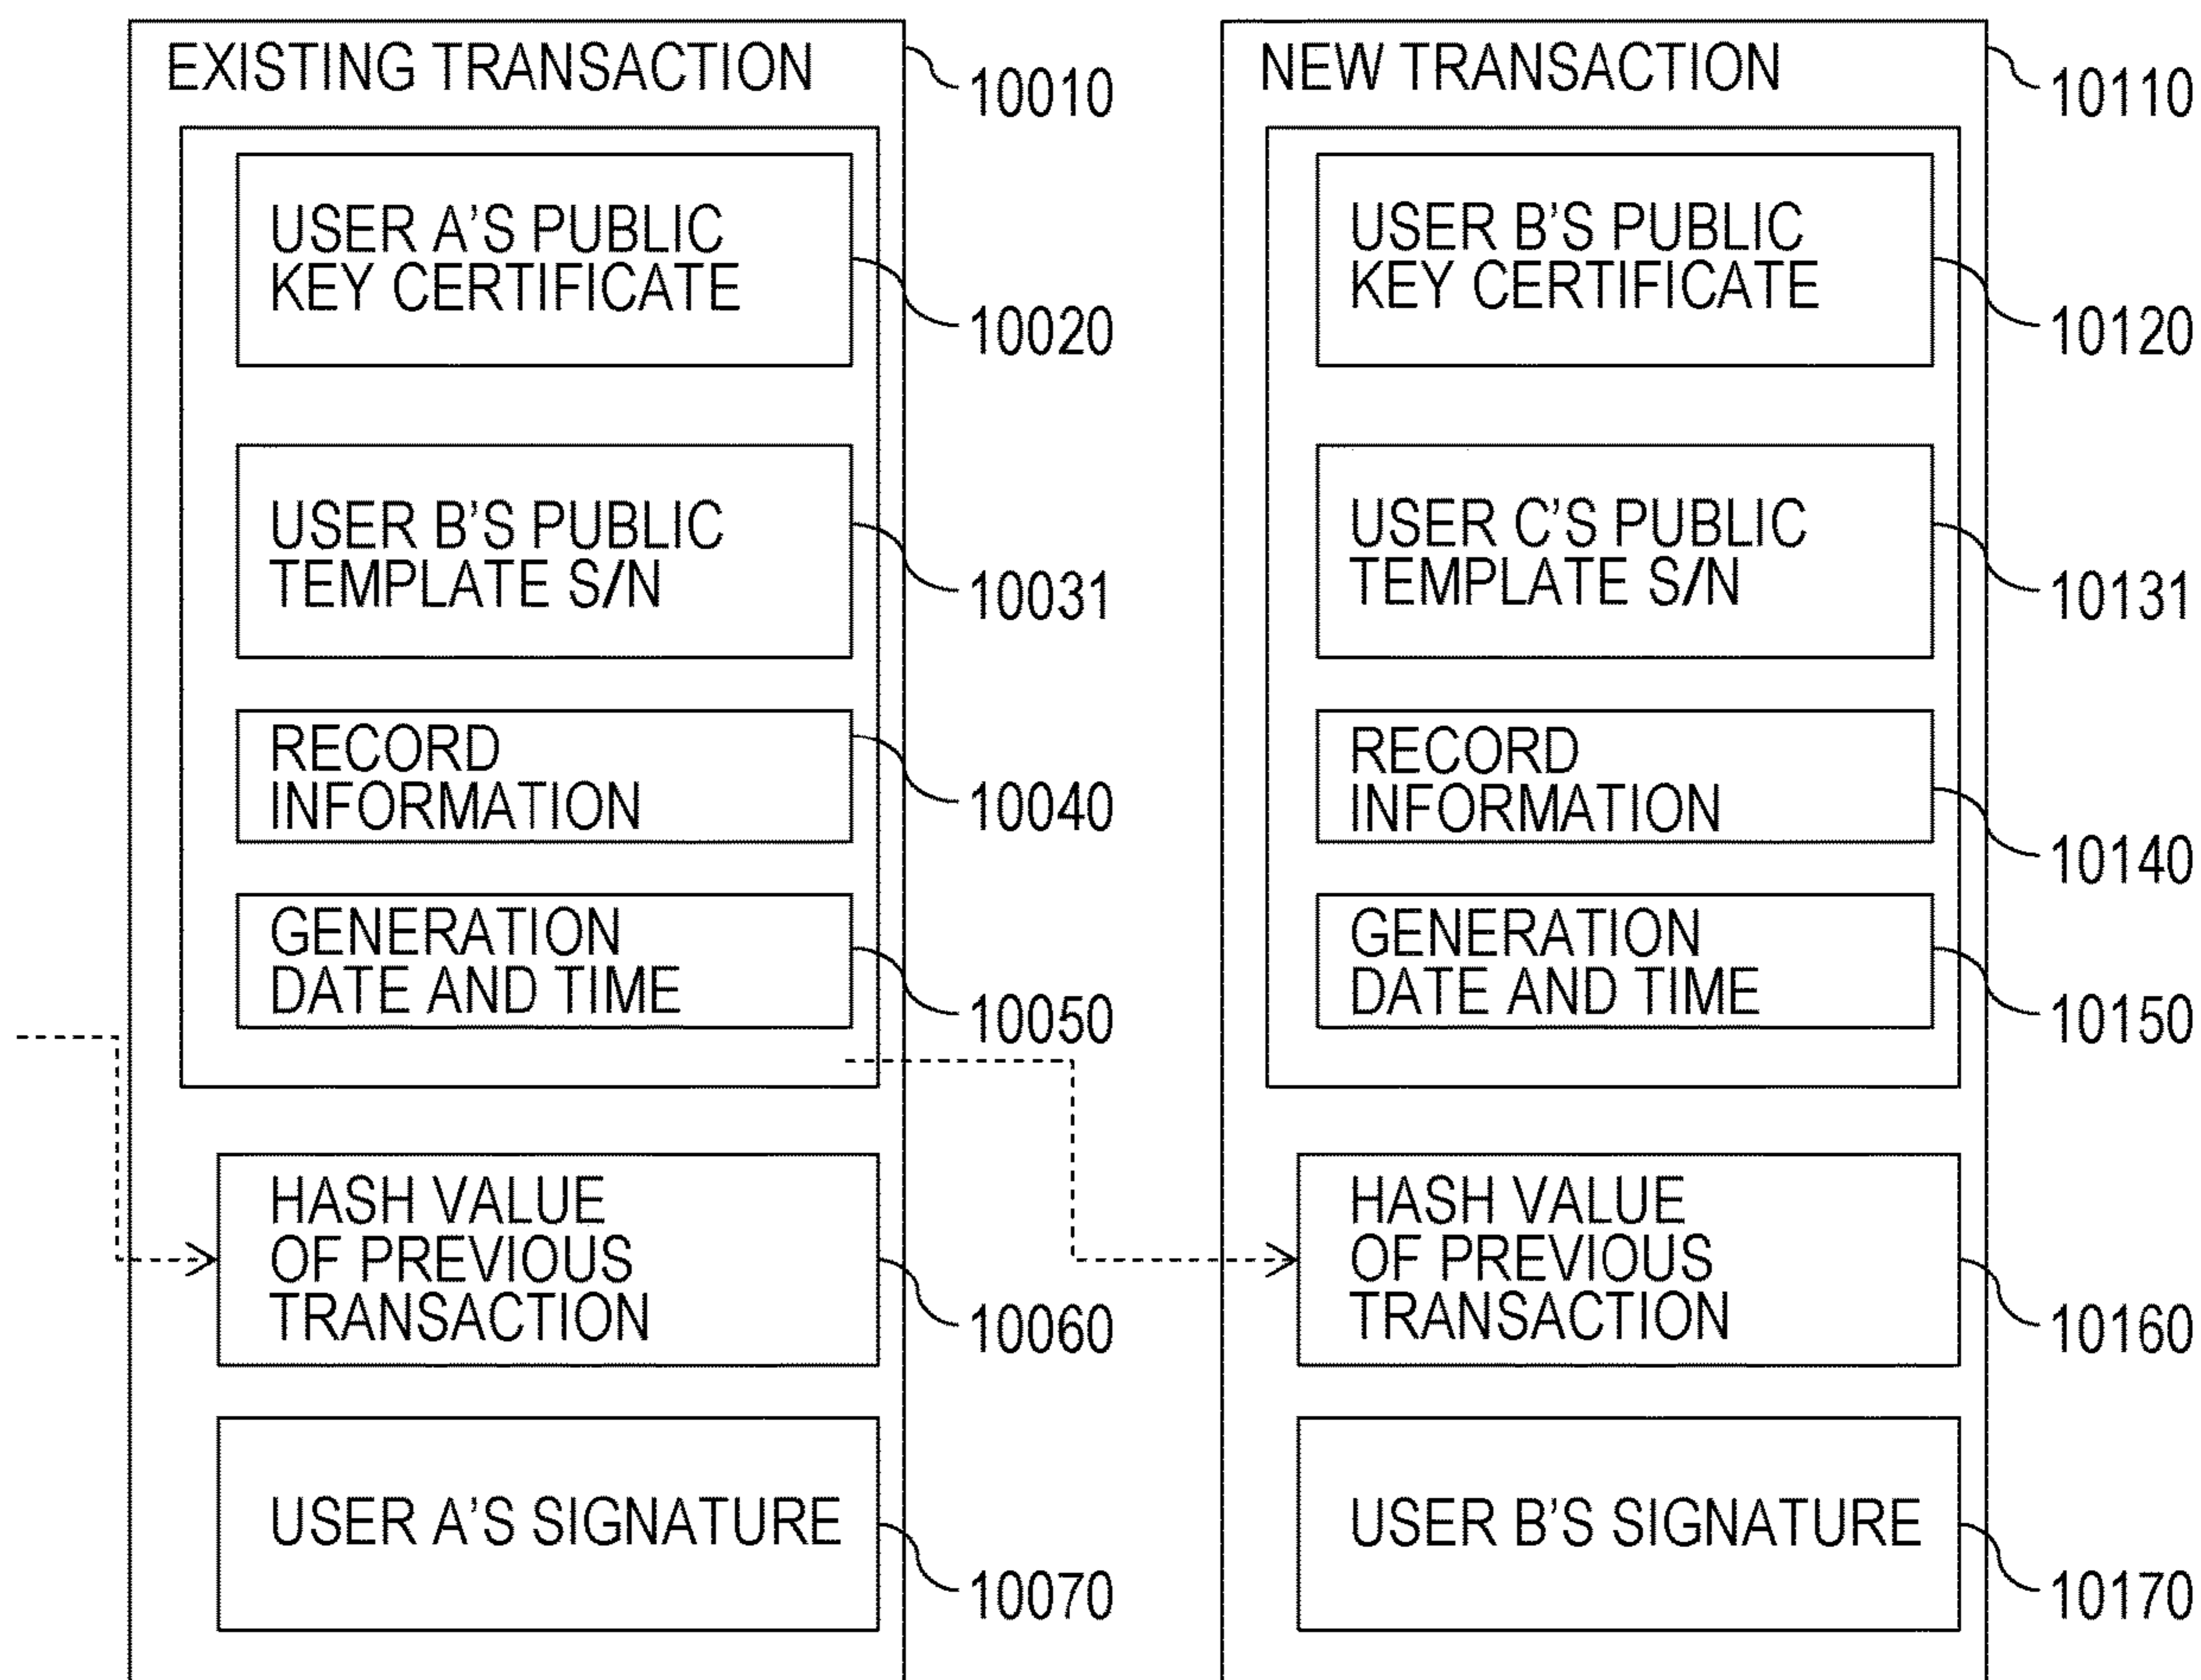 EXISTING TRANSACTION
10010
USER A'S PUBLIC
KEY CERTIFICATE
10020
USER B'S PUBLIC
TEMPLATE S/N
10031
RECORD
INFORMATION
10040
GENERATION
DATE AND TIME
10050
HASH VALUE
OF PREVIOUS
TRANSACTION
10060
USER A'S SIGNATURE
10070
NEW TRANSACTION
10110
USER B'S PUBLIC
KEY CERTIFICATE
10120
USER C'S PUBLIC
TEMPLATE S/N
10131
RECORD
INFORMATION
10140
GENERATION
DATE AND TIME
10150
HASH VALUE
OF PREVIOUS
TRANSACTION
10160
USER B'S SIGNATURE
10170